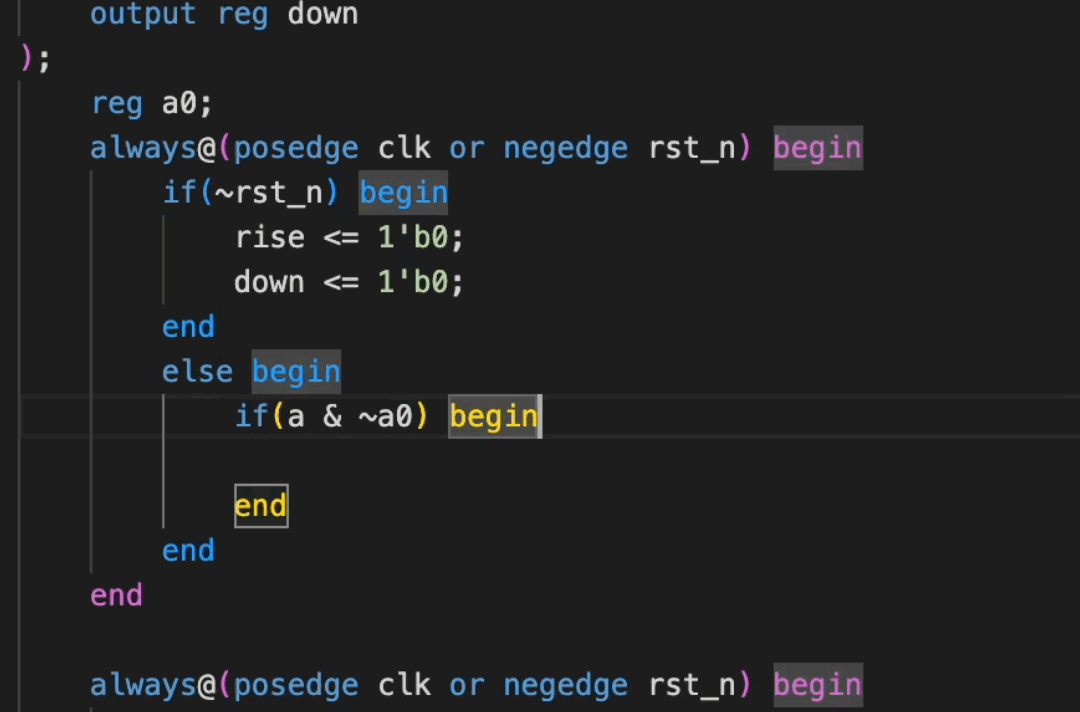 output reg down
);
reg a0;
always@(posedge clk or negedge rst_n) begin
if(~rst_n) begin
rise <= 1'b0;
down <= 1'b0;
end
else begin
if(a & ~a0) begin
end
end
end
always@(posedge clk or negedge rst_n) begin